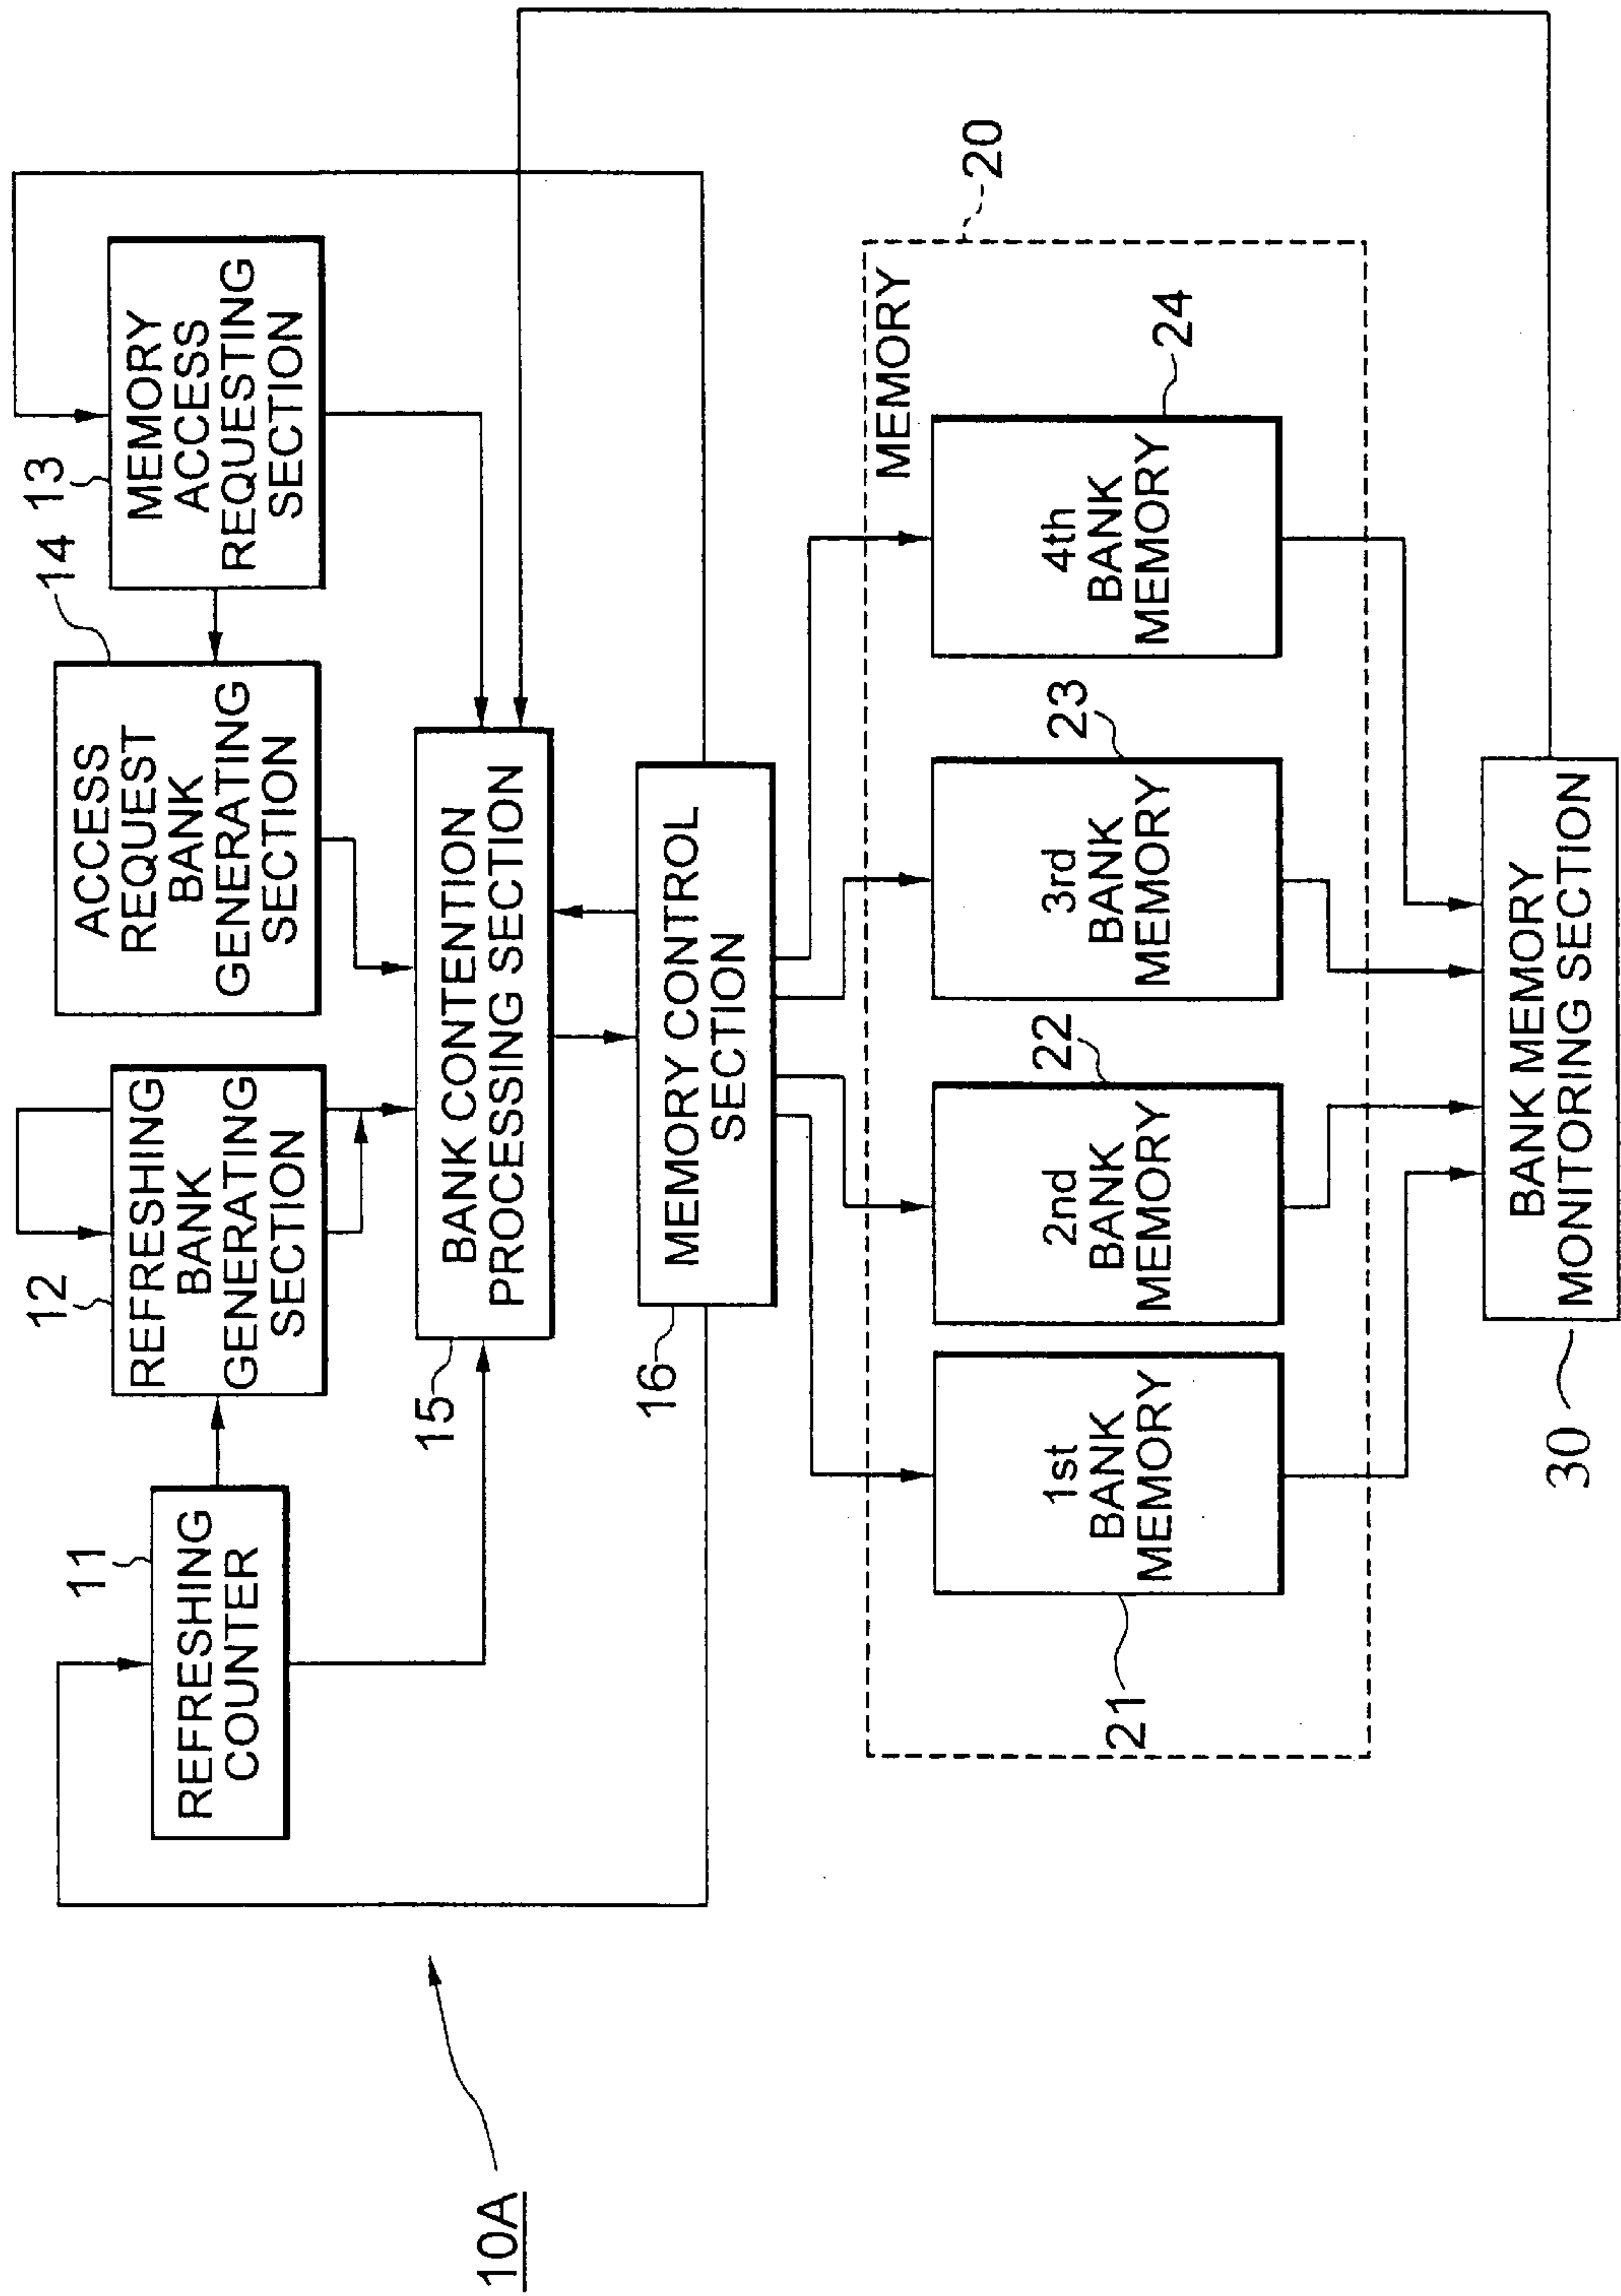 10A
11
REFRESHING
COUNTER
12
REFRESHING
BANK
GENERATING
SECTION
14
ACCESS
REQUEST
BANK
GENERATING
SECTION
13
MEMORY
ACCESS
REQUESTING
SECTION
15
BANK CONTENTION
PROCESSING SECTION
16
MEMORY CONTROL
SECTION
20
MEMORY
21
1st
BANK
MEMORY
22
2nd
BANK
MEMORY
23
3rd
BANK
MEMORY
24
4th
BANK
MEMORY
30
BANK MEMORY
MONITORING SECTION